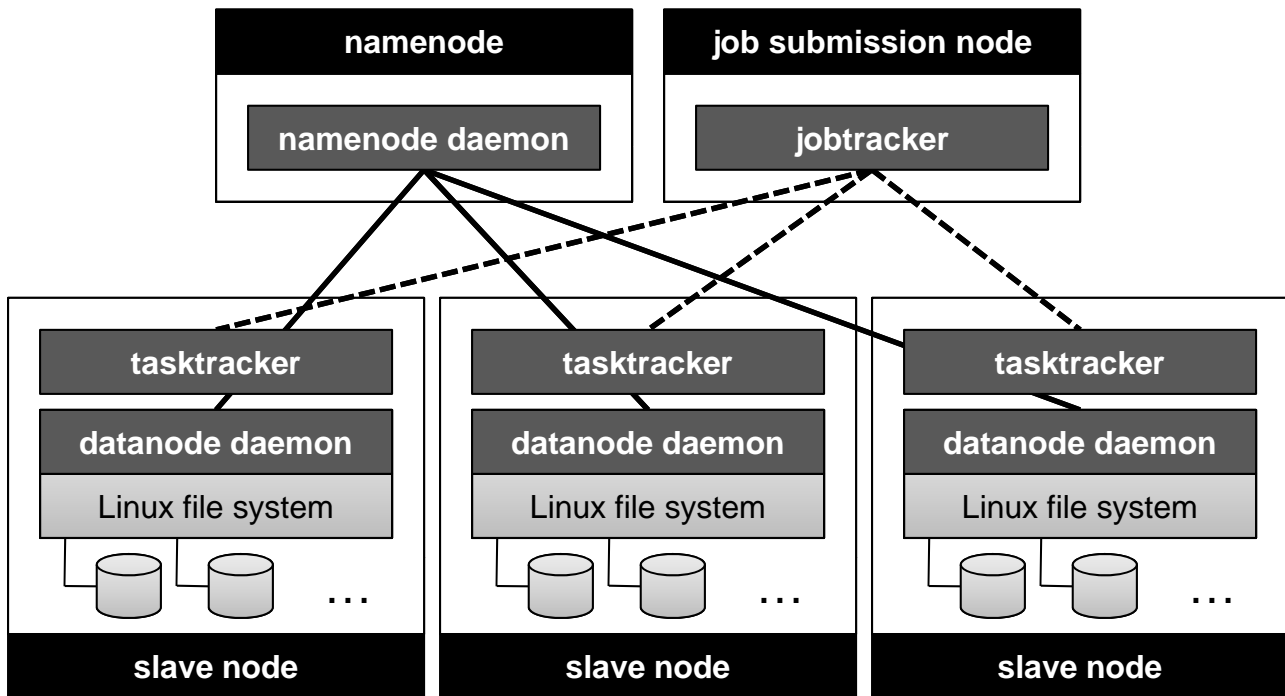 namenode
job submission node
namenode daemon
jobtracker
tasktracker
tasktracker
tasktracker
datanode daemon
datanode daemon
datanode daemon
Linux file system
Linux file system
Linux file system
…
…
…
slave node
slave node
slave node